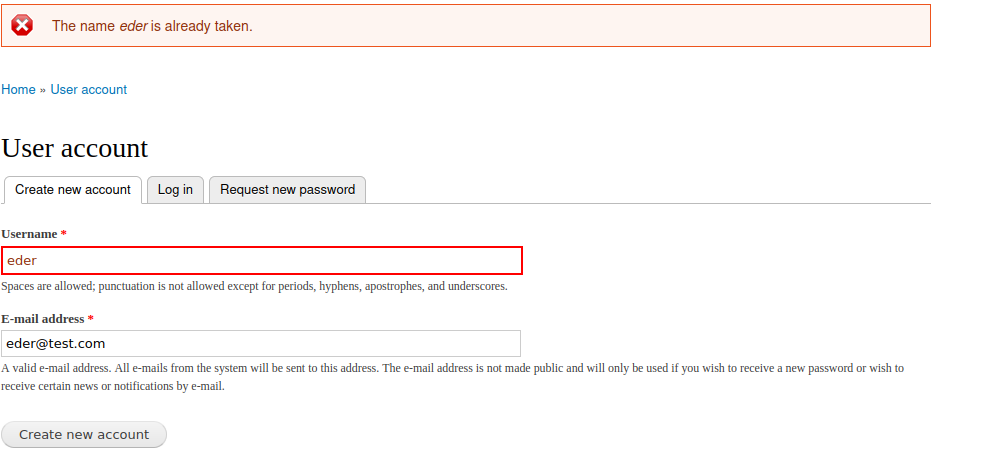 The name eder is already taken.
Home » User account
User account
Create new account Log in Request new password
Username *
eder
Spaces are allowed; punctuation is not allowed except for periods, hyphens, apostrophes, and underscores.
E-mail address *
eder@test.com
A valid e-mail address. All e-mails from the system will be sent to this address. The e-mail address is not made public and will only be used if you wish to receive a new password or wish to
receive certain news or notifications by e-mail.
Create new account